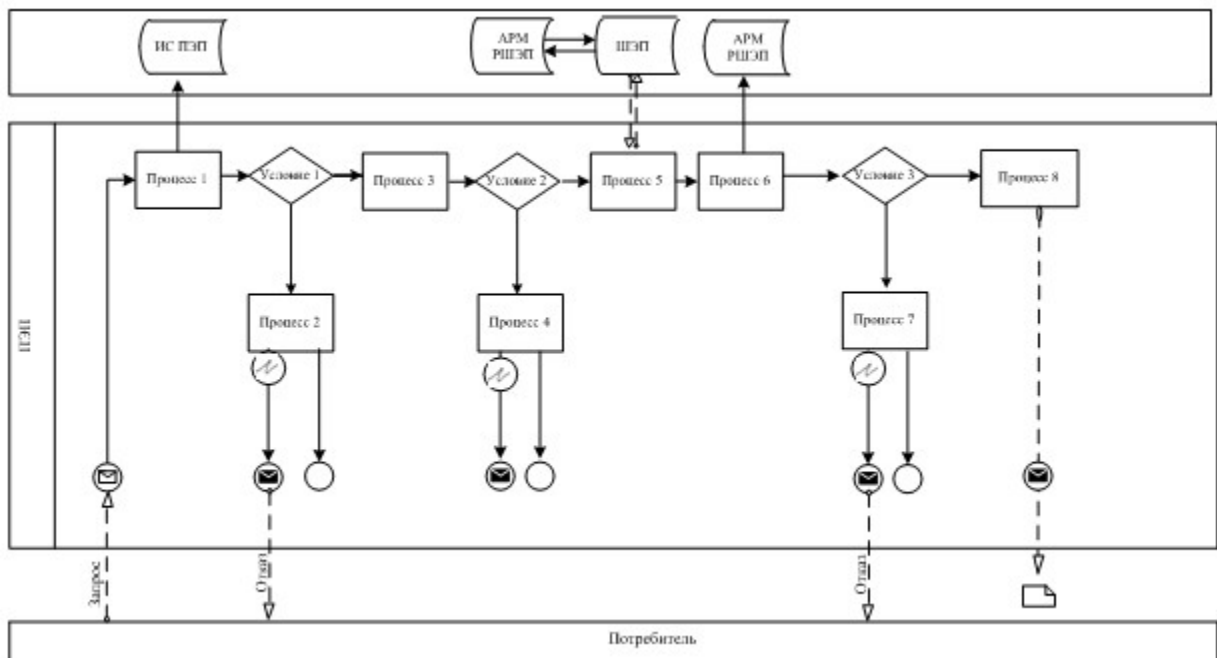 ИС ПЭП
АРМ
РШЭП
ШЭП
АРМ
РШЭП
Процесс 1
Условие 1
Процесс 3
Условие 2
Процесс 5
Процесс 6
Условие 3
Процесс 8
Процесс 2
Процесс 4
Процесс 7
ПЭП
Запрос
Отказ
Отказ
Потребитель